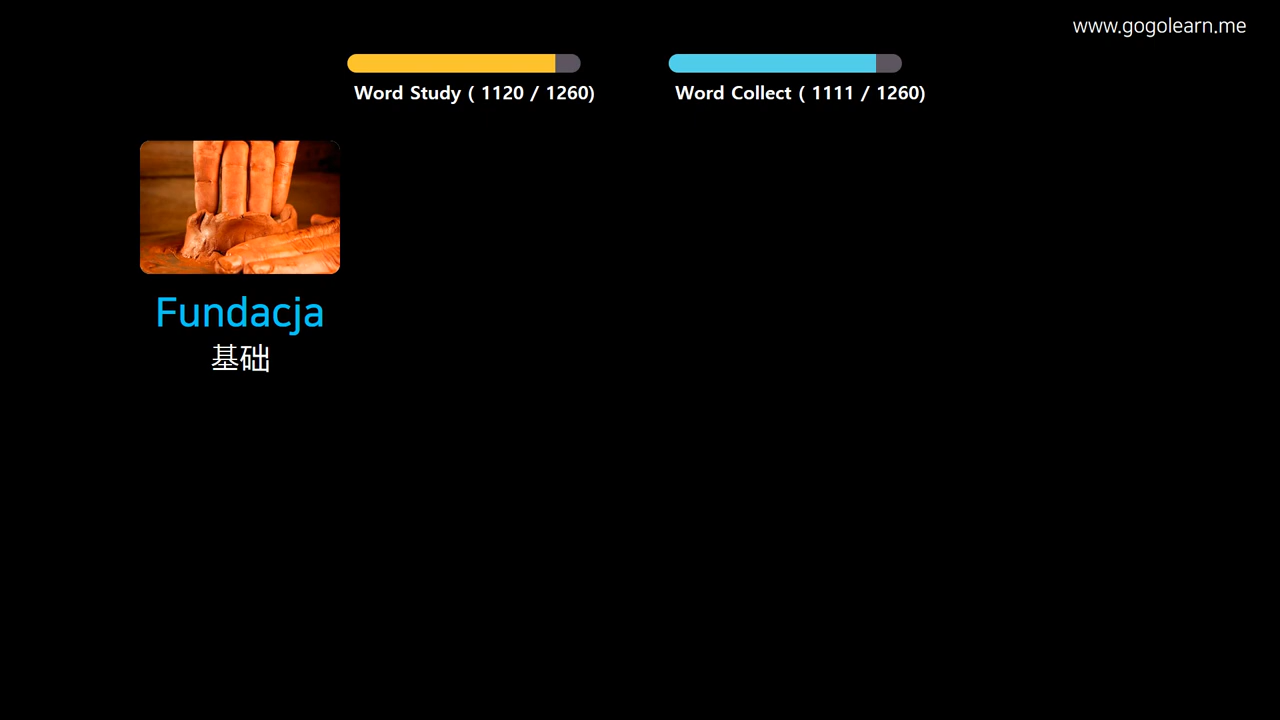 www.gogolearn.me
Word Study ( 1120 / 1260)
Word Collect ( 1111 / 1260)
Fundacja
基础